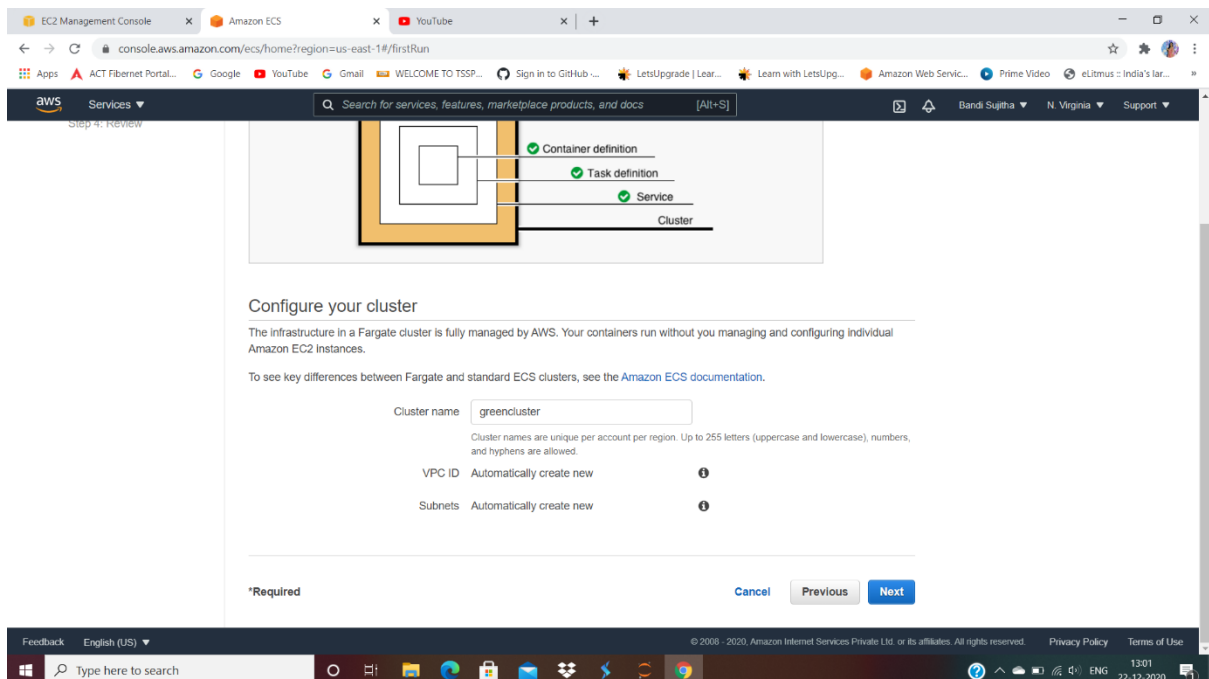 EC2 Management Console
Amazon ECS
YouTube
console.aws.amazon.com/ecs/home?region=us-east-1#/firstRun
Apps ACT Fibernet Portal... Google YouTube Gmail WELCOME TO TSSP... Sign in to GitHub ·... LetsUpgrade | Lear... Learn with LetsUpg... Amazon Web Servic... Prime Video eLitmus :: India's lar...
aws Services Search for services, features, marketplace products, and docs [Alt+S] Bandi Sujitha N. Virginia Support
Step 4: Review
Container definition
Task definition
Service
Cluster
Configure your cluster
The infrastructure in a Fargate cluster is fully managed by AWS. Your containers run without you managing and configuring individual
Amazon EC2 instances.
To see key differences between Fargate and standard ECS clusters, see the Amazon ECS documentation.
Cluster name greencluster
Cluster names are unique per account per region. Up to 255 letters (uppercase and lowercase), numbers,
and hyphens are allowed.
VPC ID Automatically create new
Subnets Automatically create new
*Required Cancel Previous Next
Feedback English (US) © 2008 - 2020, Amazon Internet Services Private Ltd. or its affiliates. All rights reserved. Privacy Policy Terms of Use
Type here to search ENG 13:01
22-12-2020